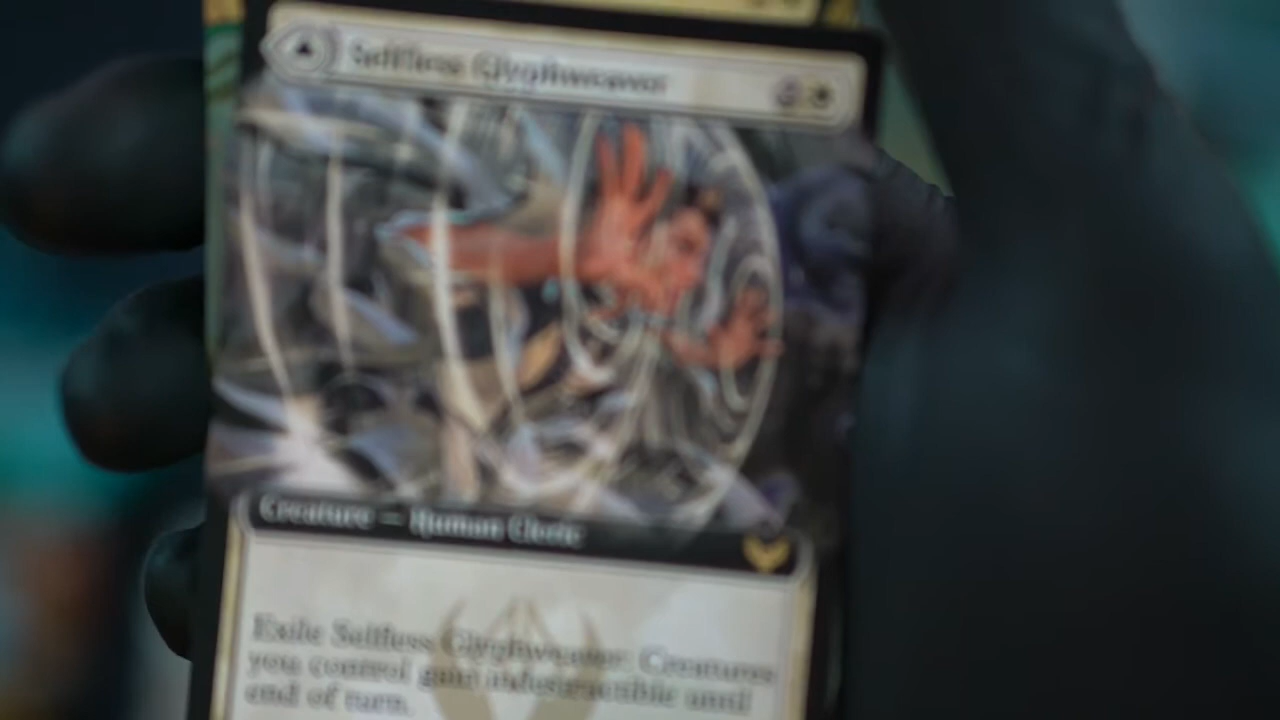 Selfless Glyphweaver
Creature — Human Cleric
Exile Selfless Glyphweaver: Creatures
you control gain indestructible until
end of turn.